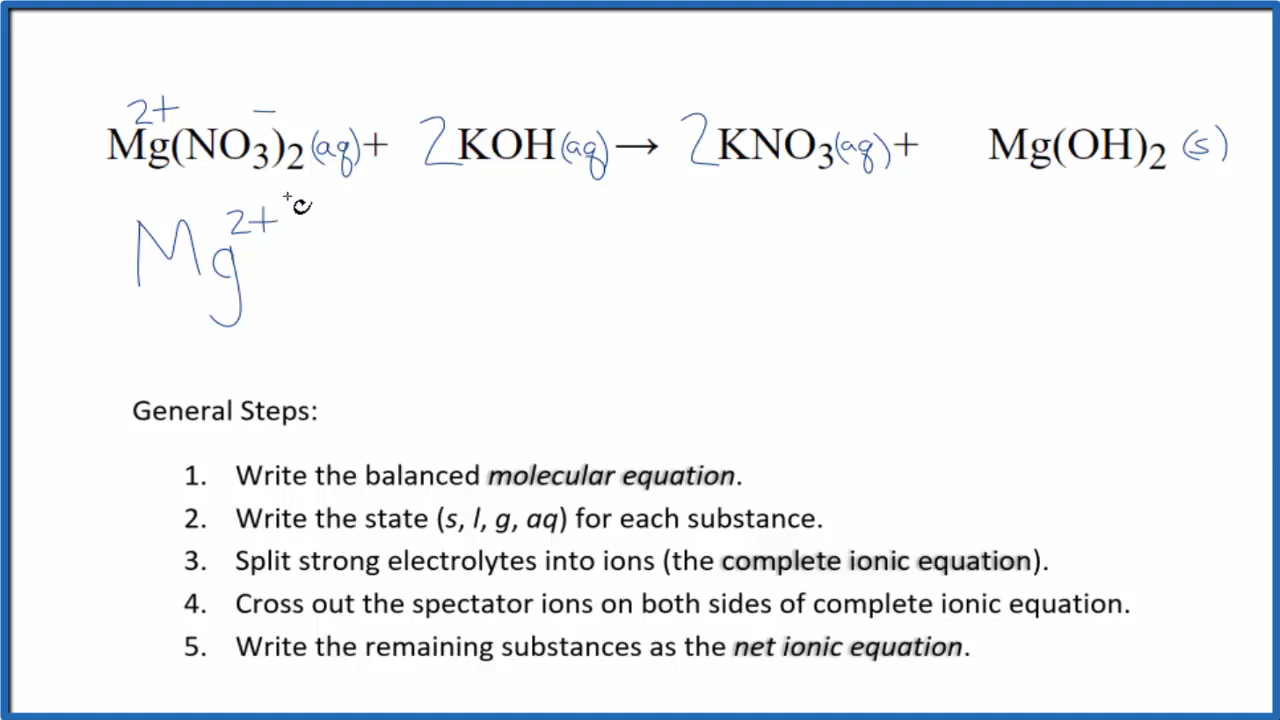 2+ −
Mg(NO₃)₂(aq)+ 2KOH(aq)→ 2KNO₃(aq)+ Mg(OH)₂(s)
Mg²⁺
General Steps:
1. Write the balanced molecular equation.
2. Write the state (s, l, g, aq) for each substance.
3. Split strong electrolytes into ions (the complete ionic equation).
4. Cross out the spectator ions on both sides of complete ionic equation.
5. Write the remaining substances as the net ionic equation.